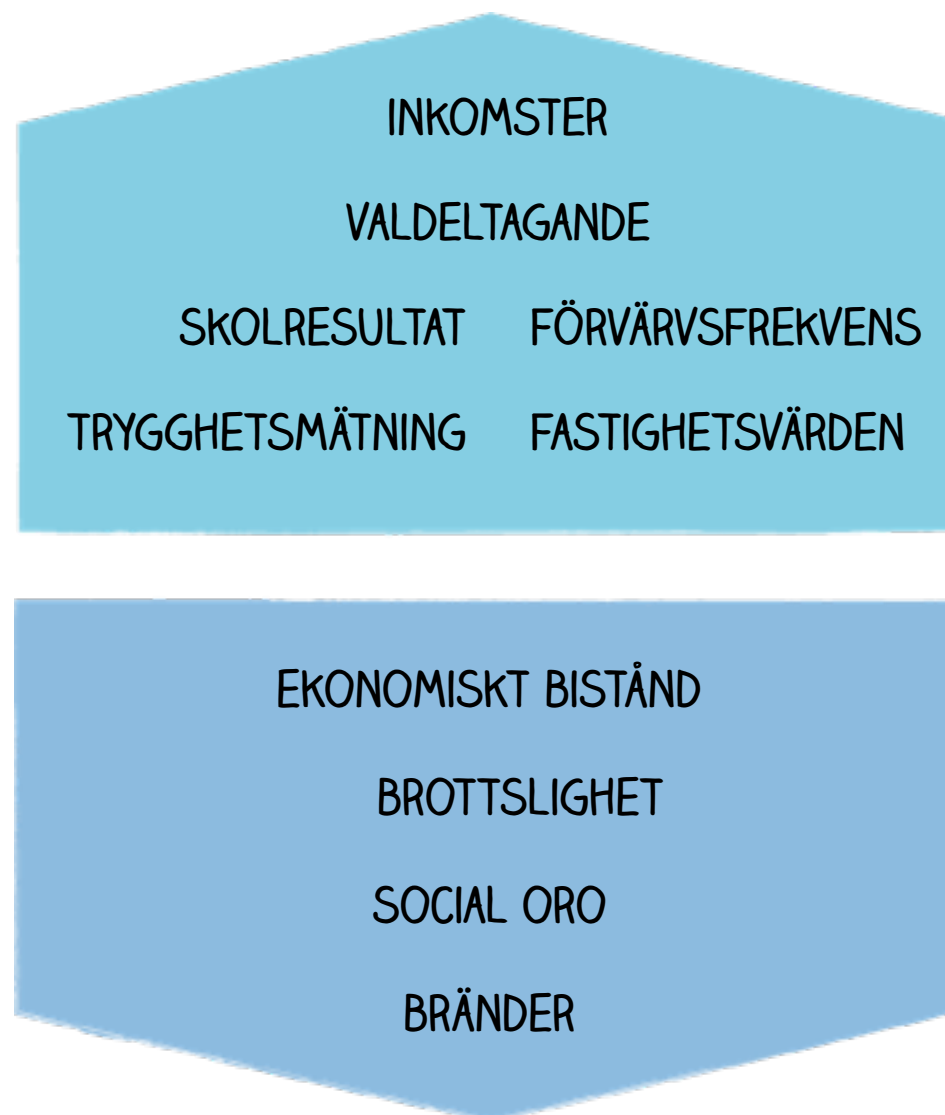 INKOMSTER
VALDELTAGANDE
SKOLRESULTAT FÖRVÄRVSFREKVENS
TRYGGHETSMÄTNING FASTIGHETSVÄRDEN
EKONOMISKT BISTÅND
BROTTSLIGHET
SOCIAL ORO
BRÄNDER